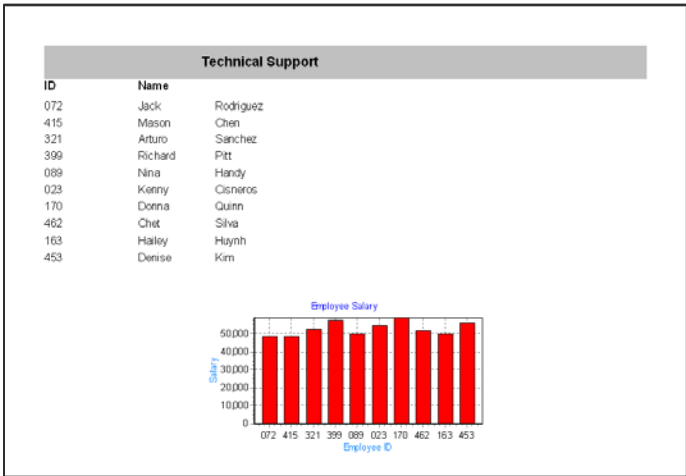 Technical Support
ID Name
072 Jack Rodriguez
415 Mason Chen
321 Arturo Sanchez
399 Richard Pitt
089 Nina Handy
023 Kenny Cisneros
170 Donna Quinn
462 Chet Silva
163 Hailey Huynh
453 Denise Kim
Employee Salary
50,000
40,000
30,000
20,000
10,000
0
Salary
072 415 321 399 089 023 170 462 163 453
Employee ID